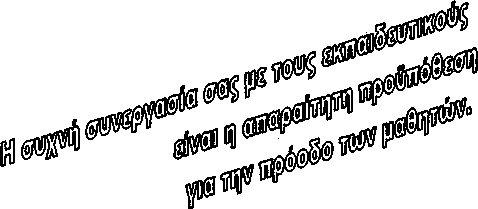 Η συχνή συνεργασία σας με τους εκπαιδευτικούς
είναι η απαραίτητη προϋπόθεση
για την πρόοδο των μαθητών.